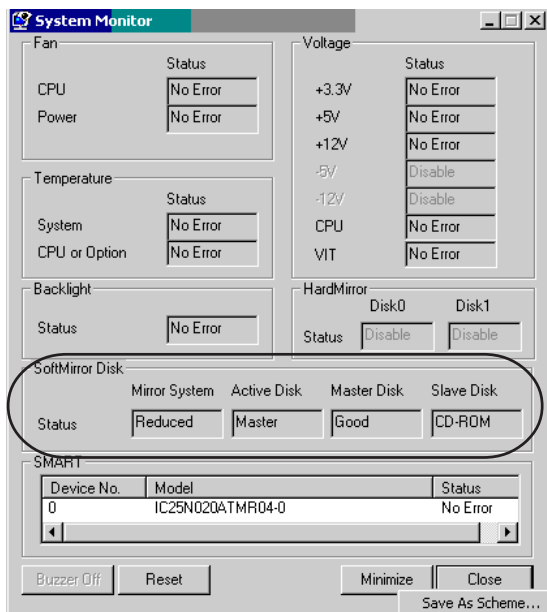 System Monitor
Fan
Status
CPU No Error
Power No Error
Voltage
Status
+3.3V No Error
+5V No Error
+12V No Error
-5V Disable
-12V Disable
CPU No Error
VIT No Error
Temperature
Status
System No Error
CPU or Option No Error
Backlight
Status No Error
HardMirror
Disk0 Disk1
Status Disable Disable
SoftMirror Disk
Mirror System Active Disk Master Disk Slave Disk
Status Reduced Master Good CD-ROM
SMART
Device No. Model Status
0 IC25N020ATMR04-0 No Error
Buzzer Off Reset Minimize Close
Save As Scheme...